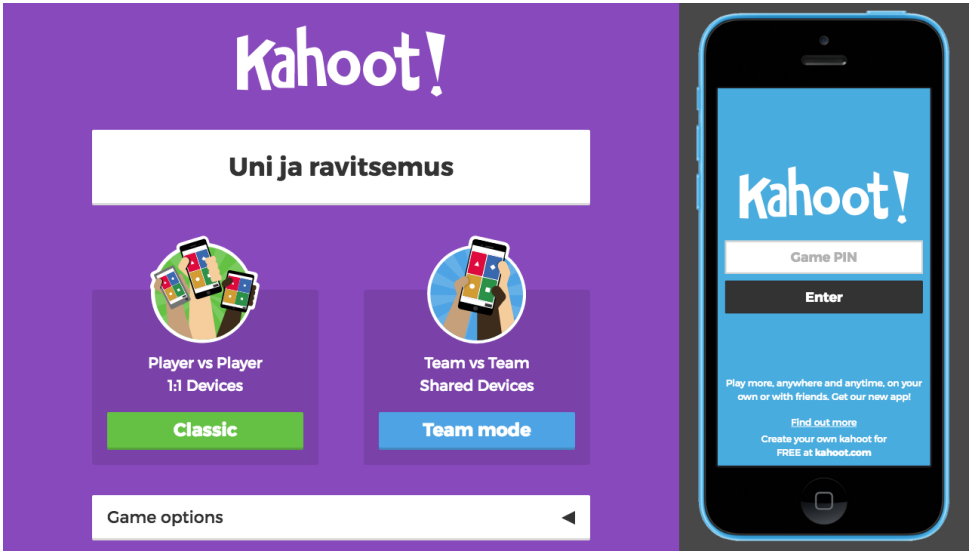 Kahoot!
Uni ja ravitsemus
Player vs Player
1:1 Devices
Classic
Team vs Team
Shared Devices
Team mode
Game options
Kahoot!
Game PIN
Enter
Play more, anywhere and anytime, on your
own or with friends. Get our new app!
Find out more
Create your own kahoot for
FREE at kahoot.com